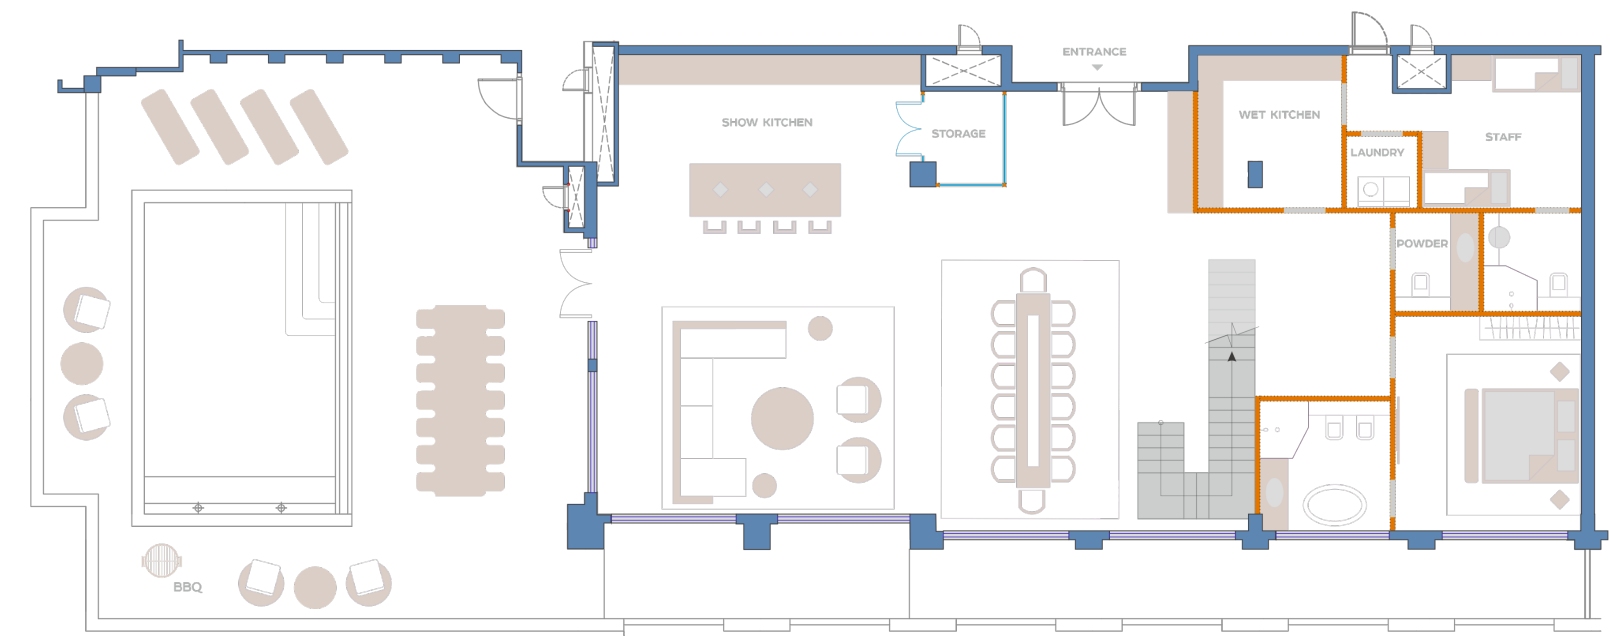 ENTRANCE
SHOW KITCHEN
STORAGE
WET KITCHEN
LAUNDRY
STAFF
POWDER
BBQ